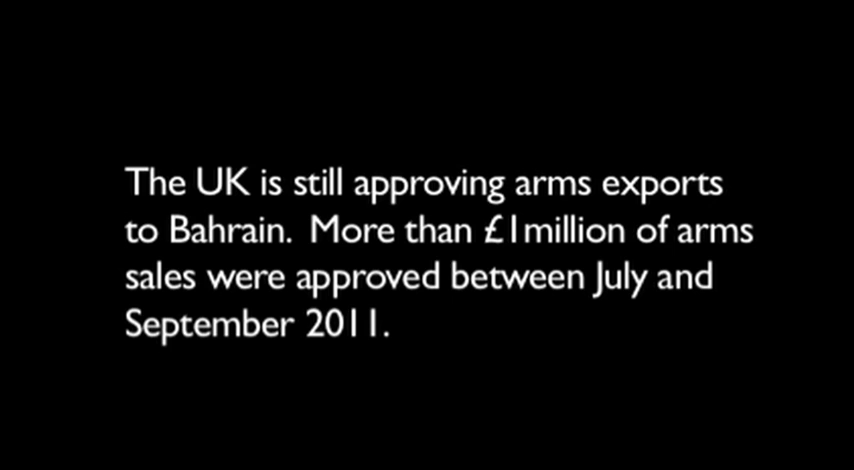 The UK is still approving arms exports
to Bahrain.  More than £1million of arms
sales were approved between July and
September 2011.